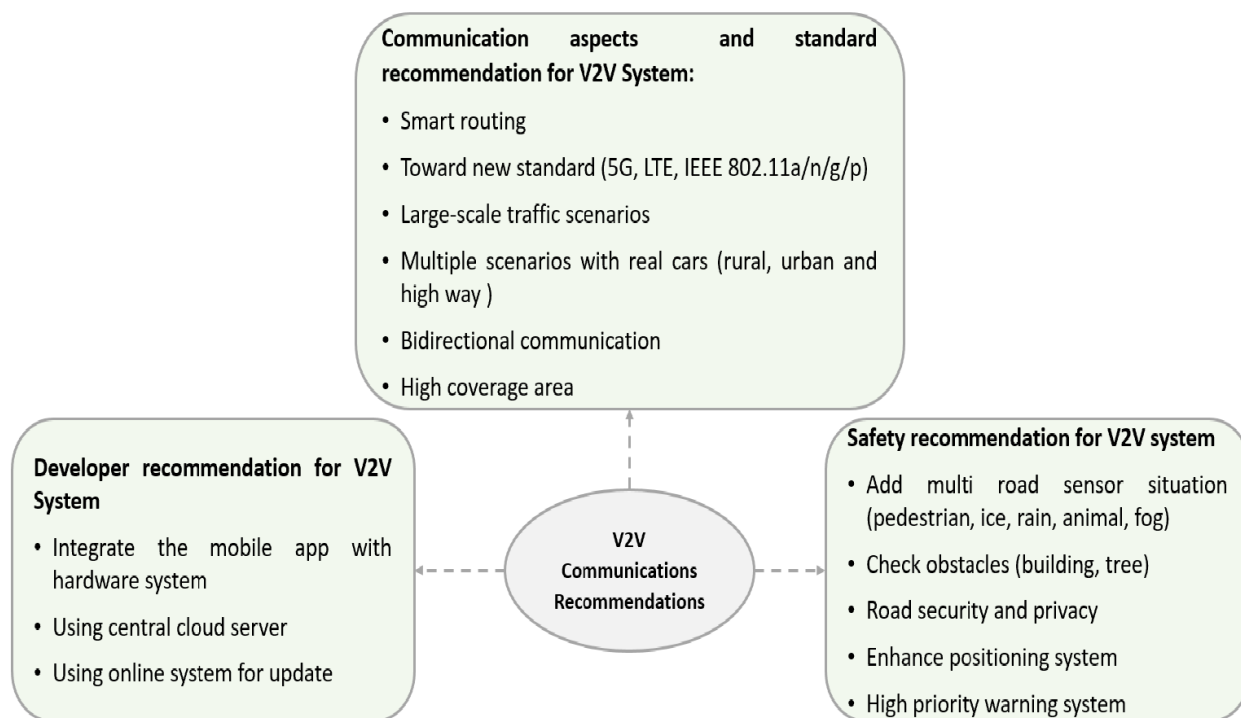 Communication aspects and standard
recommendation for V2V System:
• Smart routing
• Toward new standard (5G, LTE, IEEE 802.11a/n/g/p)
• Large-scale traffic scenarios
• Multiple scenarios with real cars (rural, urban and
high way )
• Bidirectional communication
• High coverage area
Developer recommendation for V2V
System
• Integrate the mobile app with
hardware system
• Using central cloud server
• Using online system for update
V2V
Communications
Recommendations
Safety recommendation for V2V system
• Add multi road sensor situation
(pedestrian, ice, rain, animal, fog)
• Check obstacles (building, tree)
• Road security and privacy
• Enhance positioning system
• High priority warning system